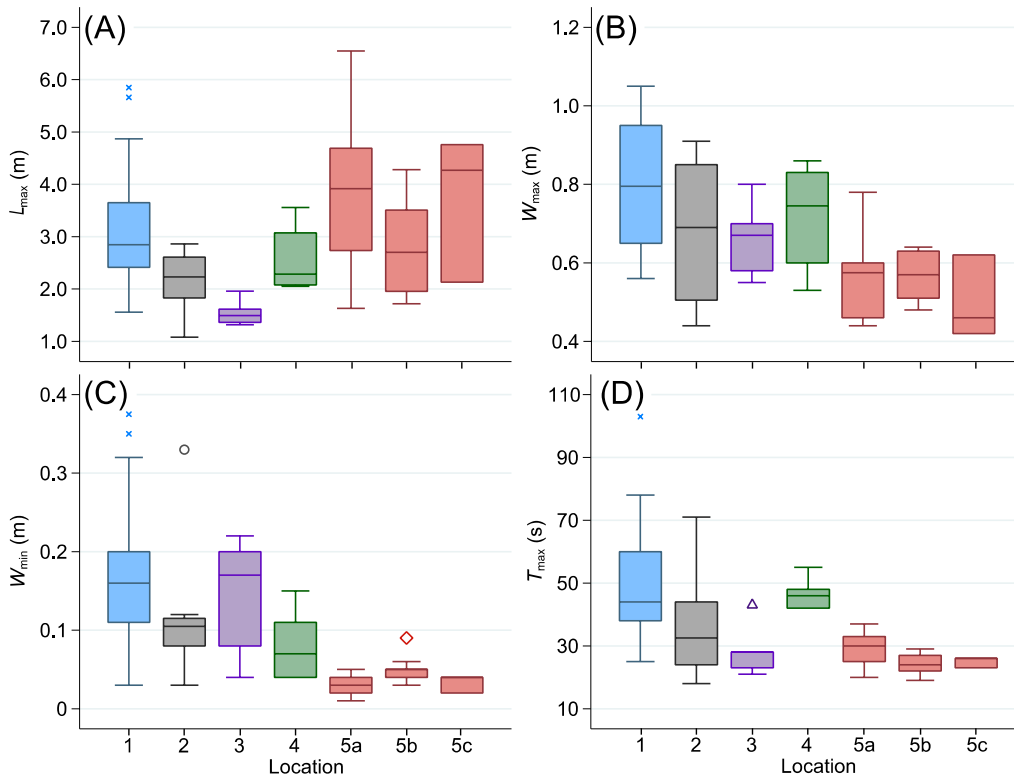 (A)
7.0
6.0
5.0
4.0
3.0
2.0
1.0
Lmax (m)
(B)
1.2
1.0
0.8
0.6
0.4
Wmax (m)
(C)
0.4
0.3
0.2
0.1
0
Wmin (m)
1 2 3 4 5a 5b 5c
Location
(D)
110
90
70
50
30
10
Tmax (s)
1 2 3 4 5a 5b 5c
Location